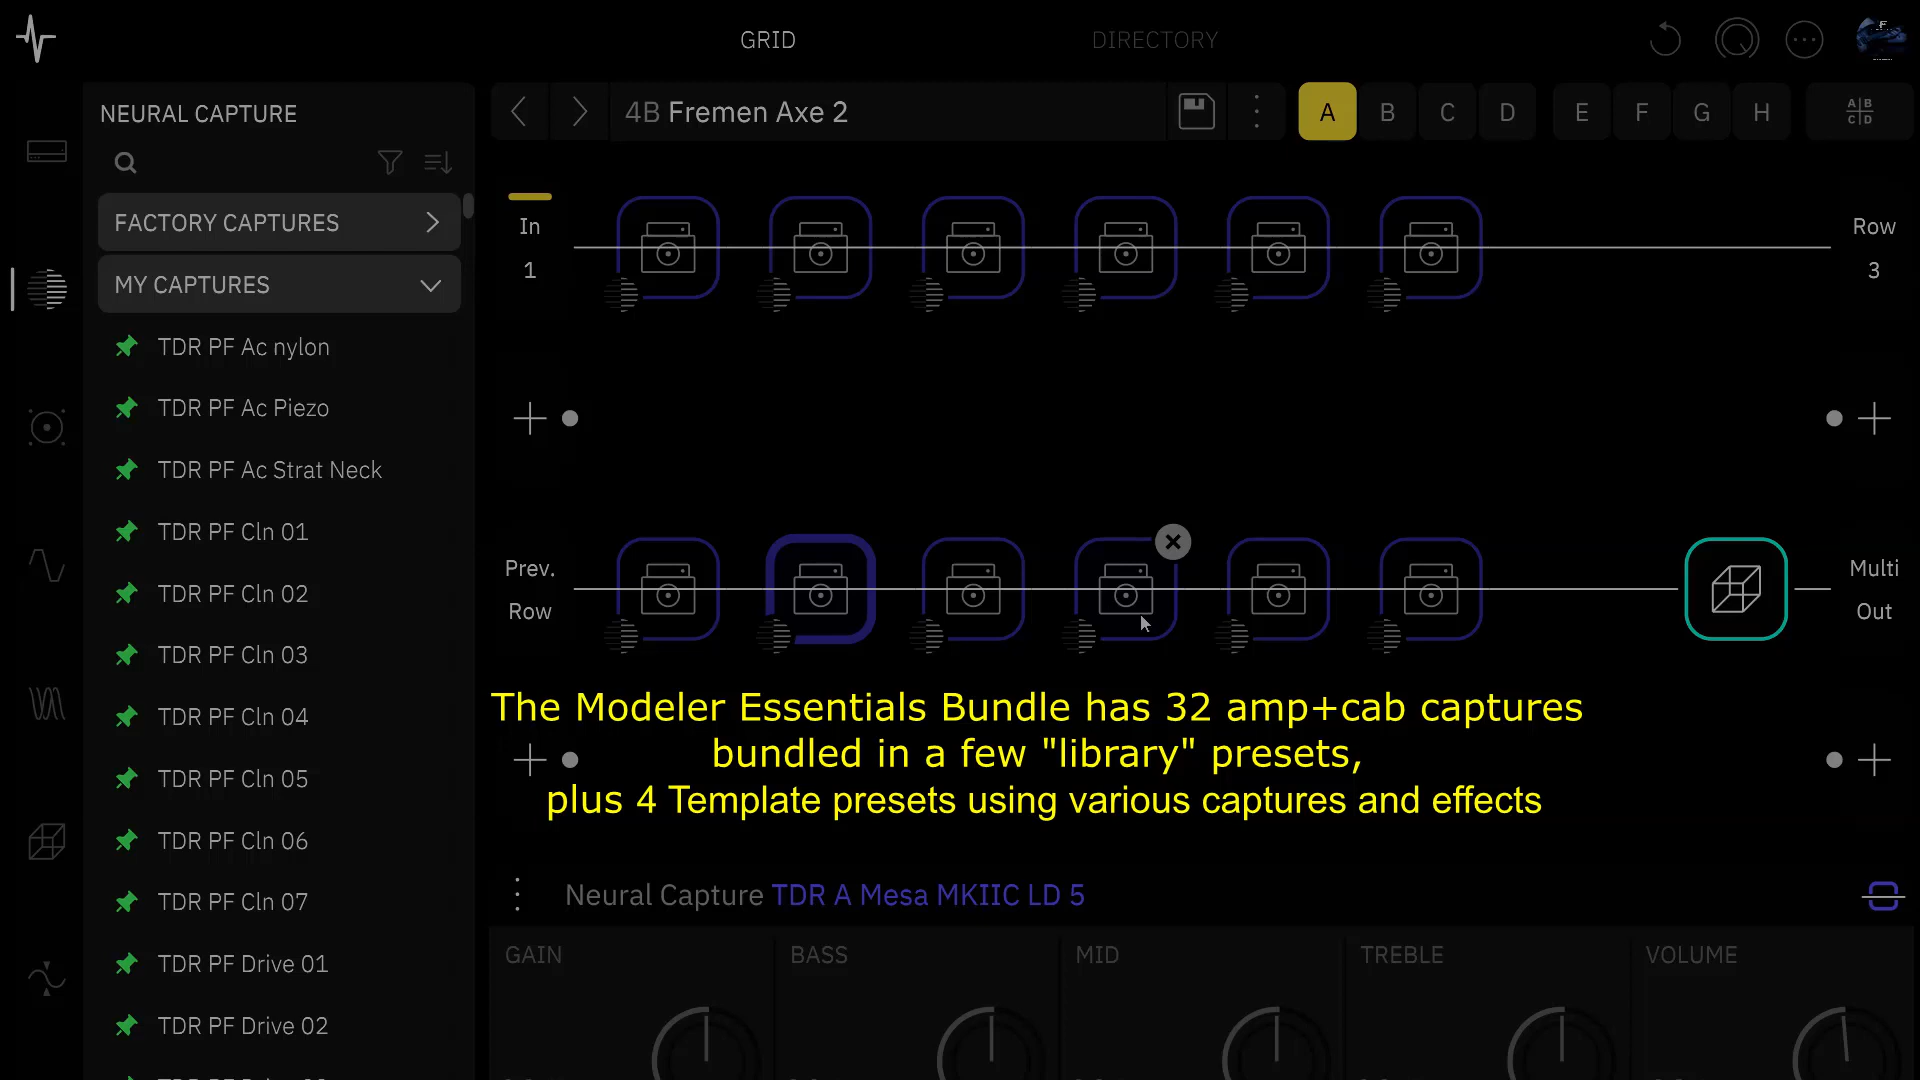 GRID
DIRECTORY
NEURAL CAPTURE
4B Fremen Axe 2
A
B
C
D
E
F
G
H
A B
C D
FACTORY CAPTURES
MY CAPTURES
TDR PF Ac nylon
TDR PF Ac Piezo
TDR PF Ac Strat Neck
TDR PF Cln 01
TDR PF Cln 02
TDR PF Cln 03
TDR PF Cln 04
TDR PF Cln 05
TDR PF Cln 06
TDR PF Cln 07
TDR PF Drive 01
TDR PF Drive 02
In
1
Row
3
Prev.
Row
Multi
Out
The Modeler Essentials Bundle has 32 amp+cab captures
bundled in a few "library" presets,
plus 4 Template presets using various captures and effects
Neural Capture TDR A Mesa MKIIC LD 5
GAIN
BASS
MID
TREBLE
VOLUME